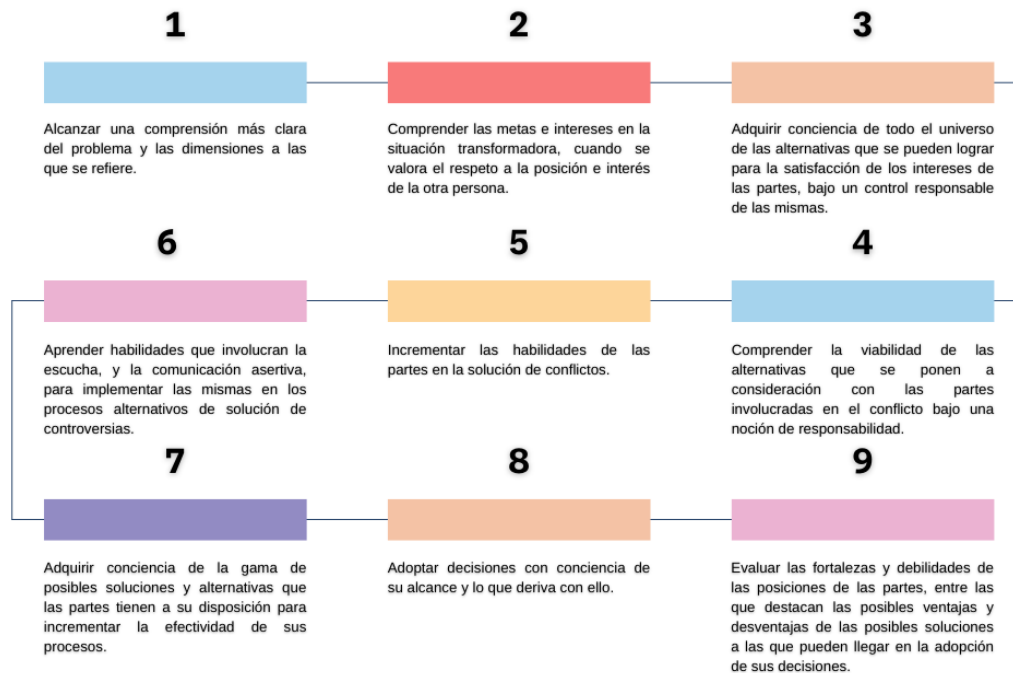 1
Alcanzar una comprensión más clara
del problema y las dimensiones a las
que se refiere.
2
Comprender las metas e intereses en la
situación transformadora, cuando se
valora el respeto a la posición e interés
de la otra persona.
3
Adquirir conciencia de todo el universo
de las alternativas que se pueden lograr
para la satisfacción de los intereses de
las partes, bajo un control responsable
de las mismas.
4
Comprender la viabilidad de las
alternativas que se ponen a
consideración con las partes
involucradas en el conflicto bajo una
noción de responsabilidad.
5
Incrementar las habilidades de las
partes en la solución de conflictos.
6
Aprender habilidades que involucran la
escucha, y la comunicación asertiva,
para implementar las mismas en los
procesos alternativos de solución de
controversias.
7
Adquirir conciencia de la gama de
posibles soluciones y alternativas que
las partes tienen a su disposición para
incrementar la efectividad de sus
procesos.
8
Adoptar decisiones con conciencia de
su alcance y lo que deriva con ello.
9
Evaluar las fortalezas y debilidades de
las posiciones de las partes, entre las
que destacan las posibles ventajas y
desventajas de las posibles soluciones
a las que pueden llegar en la adopción
de sus decisiones.